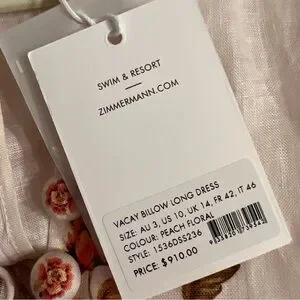 SWIM & RESORT
ZIMMERMANN.COM
VACAY BILLOW LONG DRESS
SIZE: AU 3, US 10, UK 14, FR 42, IT 46
COLOUR: PEACH FLORAL
STYLE: 1536DSS236
PRICE: $910.00